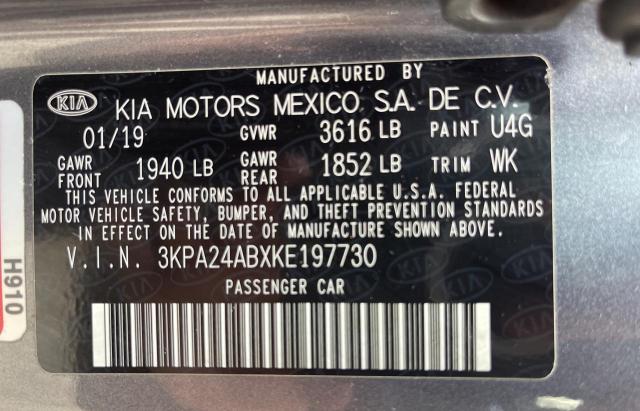 MANUFACTURED BY
KIA KIA MOTORS MEXICO S.A. DE C.V.
01/19 GVWR 3616 LB PAINT U4G
GAWR FRONT 1940 LB GAWR REAR 1852 LB TRIM WK
THIS VEHICLE CONFORMS TO ALL APPLICABLE U.S.A. FEDERAL
MOTOR VEHICLE SAFETY, BUMPER, AND THEFT PREVENTION STANDARDS
IN EFFECT ON THE DATE OF MANUFACTURE SHOWN ABOVE.
V.I.N. 3KPA24ABXKE197730
PASSENGER CAR
H910